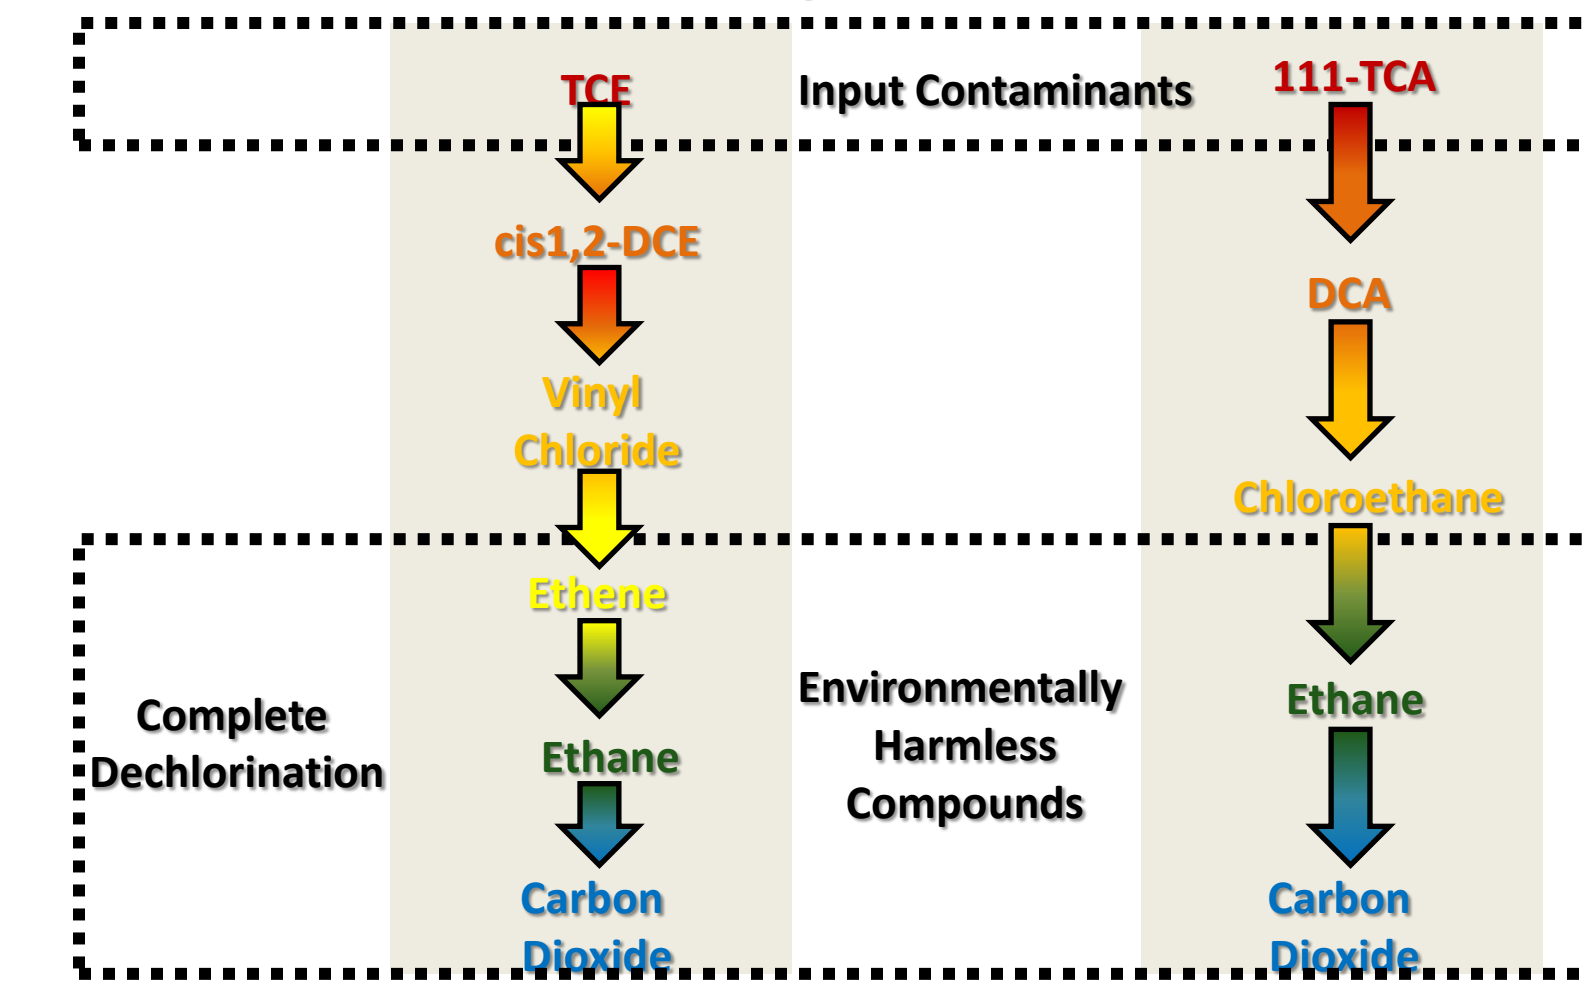 TCE
Input Contaminants
111-TCA
cis1,2-DCE
DCA
Vinyl
Chloride
Chloroethane
Ethene
Complete
Dechlorination
Environmentally
Harmless
Compounds
Ethane
Ethane
Carbon
Dioxide
Carbon
Dioxide